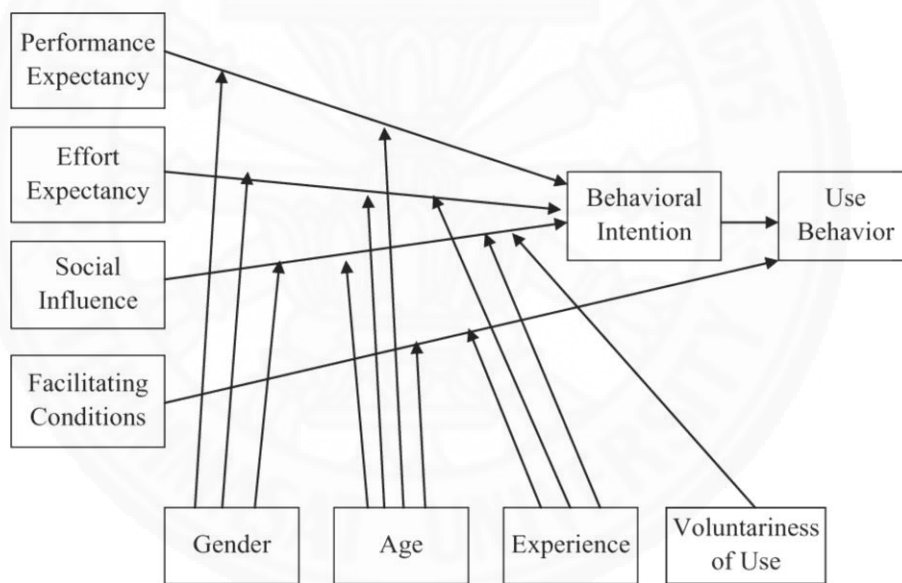 Performance
Expectancy
Effort
Expectancy
Social
Influence
Facilitating
Conditions
Behavioral
Intention
Use
Behavior
Gender
Age
Experience
Voluntariness
of Use